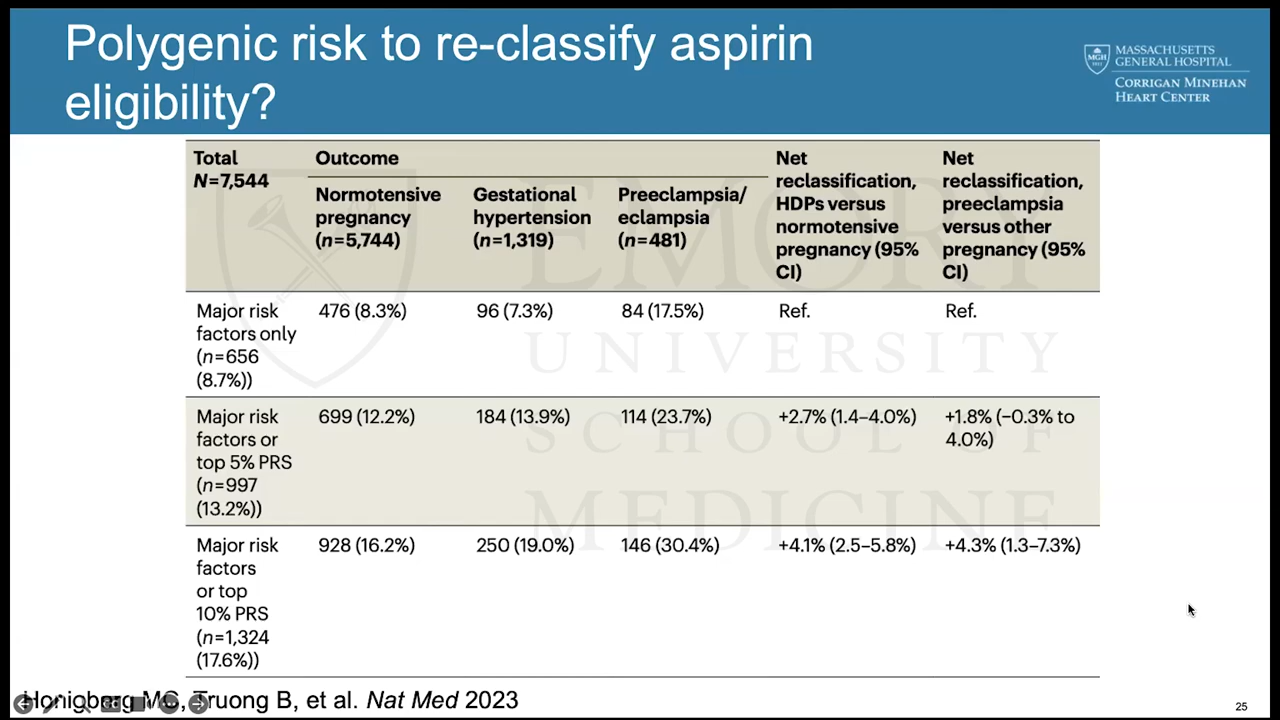 Polygenic risk to re-classify aspirin
eligibility?
MASSACHUSETTS
GENERAL HOSPITAL
CORRIGAN MINEHAN
HEART CENTER
MGH
1811
Total
N=7,544
Outcome
Normotensive
pregnancy
(n=5,744)
Gestational
hypertension
(n=1,319)
Preeclampsia/
eclampsia
(n=481)
Net
reclassification,
HDPs versus
normotensive
pregnancy (95%
CI)
Net
reclassification,
preeclampsia
versus other
pregnancy (95%
CI)
Major risk
factors only
(n=656
(8.7%))
476 (8.3%)
96 (7.3%)
84 (17.5%)
Ref.
Ref.
Major risk
factors or
top 5% PRS
(n=997
(13.2%))
699 (12.2%)
184 (13.9%)
114 (23.7%)
+2.7% (1.4–4.0%)
+1.8% (−0.3% to
4.0%)
Major risk
factors
or top
10% PRS
(n=1,324
(17.6%))
928 (16.2%)
250 (19.0%)
146 (30.4%)
+4.1% (2.5–5.8%)
+4.3% (1.3–7.3%)
EMORY
UNIVERSITY
SCHOOL OF
MEDICINE
Honigberg MC, Truong B, et al. Nat Med 2023
25